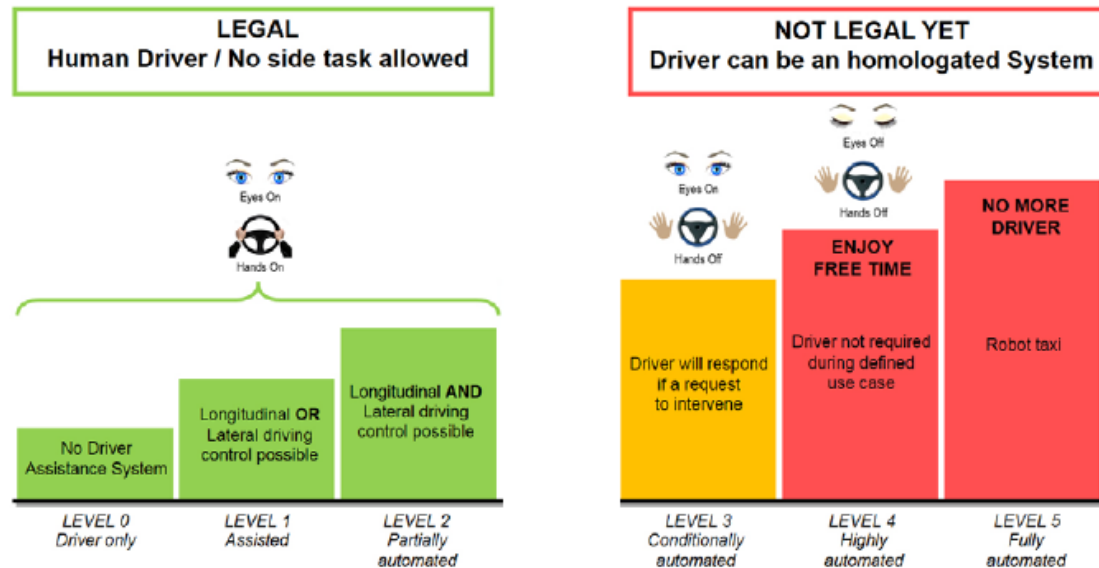 LEGAL
Human Driver / No side task allowed
Eyes On
Hands On
No Driver
Assistance System
Longitudinal OR
Lateral driving
control possible
Longitudinal AND
Lateral driving
control possible
LEVEL 0
Driver only
LEVEL 1
Assisted
LEVEL 2
Partially
automated
NOT LEGAL YET
Driver can be an homologated System
Eyes On
Hands Off
Eyes Off
Hands Off
Driver will respond
if a request
to intervene
ENJOY
FREE TIME
Driver not required
during defined
use case
NO MORE
DRIVER
Robot taxi
LEVEL 3
Conditionally
automated
LEVEL 4
Highly
automated
LEVEL 5
Fully
automated